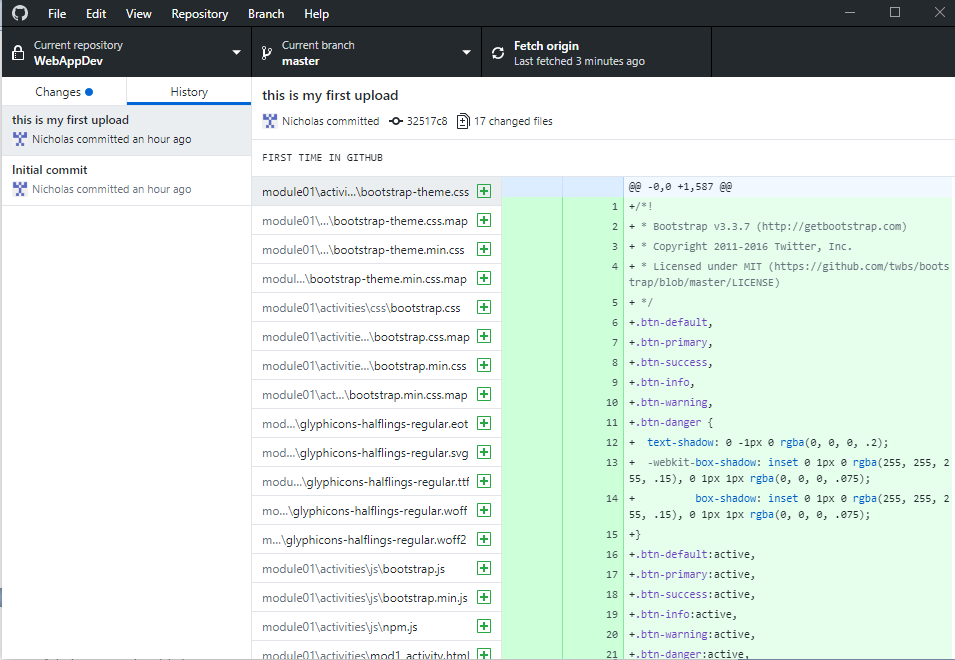 File Edit View Repository Branch Help
Current repository
WebAppDev
Current branch
master
Fetch origin
Last fetched 3 minutes ago
Changes
History
this is my first upload
Nicholas committed an hour ago
Initial commit
Nicholas committed an hour ago
this is my first upload
Nicholas committed 32517c8 17 changed files
FIRST TIME IN GITHUB
module01\activi...\bootstrap-theme.css
module01\...\bootstrap-theme.css.map
module01\...\bootstrap-theme.min.css
modul...\bootstrap-theme.min.css.map
module01\activities\css\bootstrap.css
module01\activitie...\bootstrap.css.map
module01\activitie...\bootstrap.min.css
module01\act...\bootstrap.min.css.map
mod...\glyphicons-halflings-regular.eot
mod...\glyphicons-halflings-regular.svg
modu...\glyphicons-halflings-regular.ttf
mo...\glyphicons-halflings-regular.woff
m...\glyphicons-halflings-regular.woff2
module01\activities\js\bootstrap.js
module01\activities\js\bootstrap.min.js
module01\activities\js\npm.js
module01\activities\mod1_activity.html
@@ -0,0 +1,587 @@
1 +/*!
2 + * Bootstrap v3.3.7 (http://getbootstrap.com)
3 + * Copyright 2011-2016 Twitter, Inc.
4 + * Licensed under MIT (https://github.com/twbs/boots
trap/blob/master/LICENSE)
5 + */
6 +.btn-default,
7 +.btn-primary,
8 +.btn-success,
9 +.btn-info,
10 +.btn-warning,
11 +.btn-danger {
12 +  text-shadow: 0 -1px 0 rgba(0, 0, 0, .2);
13 +  -webkit-box-shadow: inset 0 1px 0 rgba(255, 255, 2
55, .15), 0 1px 1px rgba(0, 0, 0, .075);
14 +          box-shadow: inset 0 1px 0 rgba(255, 255, 2
55, .15), 0 1px 1px rgba(0, 0, 0, .075);
15 +}
16 +.btn-default:active,
17 +.btn-primary:active,
18 +.btn-success:active,
19 +.btn-info:active,
20 +.btn-warning:active,
21 +.btn-danger:active,